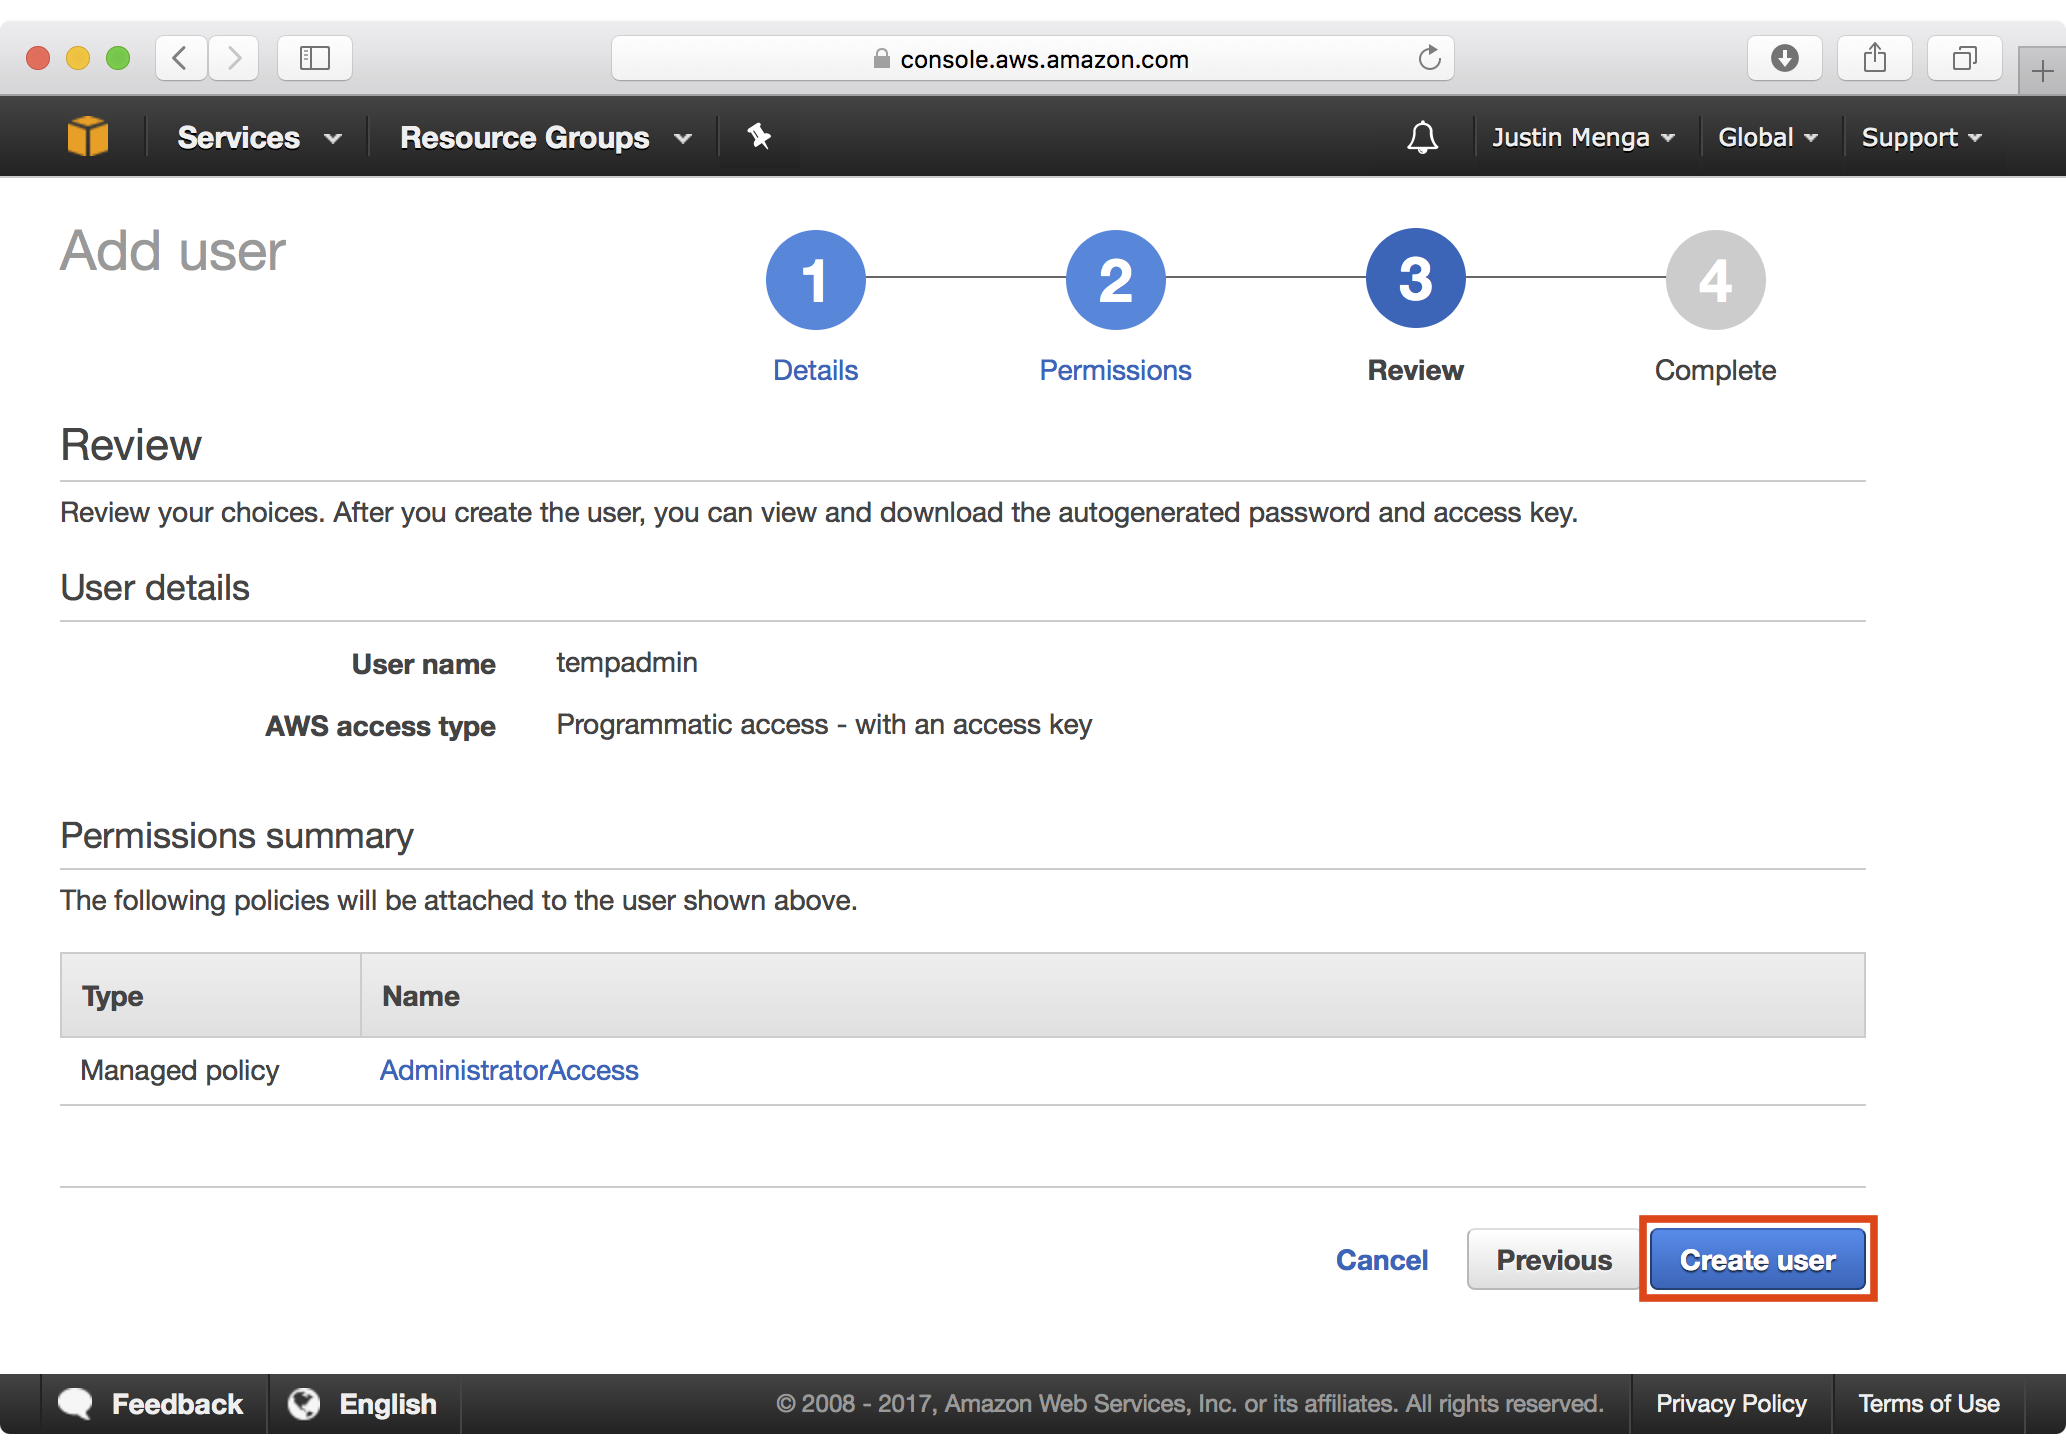 console.aws.amazon.com
Services Resource Groups Justin Menga Global Support
Add user
1 2 3 4
Details Permissions Review Complete
Review
Review your choices. After you create the user, you can view and download the autogenerated password and access key.
User details
User name tempadmin
AWS access type Programmatic access - with an access key
Permissions summary
The following policies will be attached to the user shown above.
Type Name
Managed policy AdministratorAccess
Cancel Previous Create user
Feedback English © 2008 - 2017, Amazon Web Services, Inc. or its affiliates. All rights reserved. Privacy Policy Terms of Use